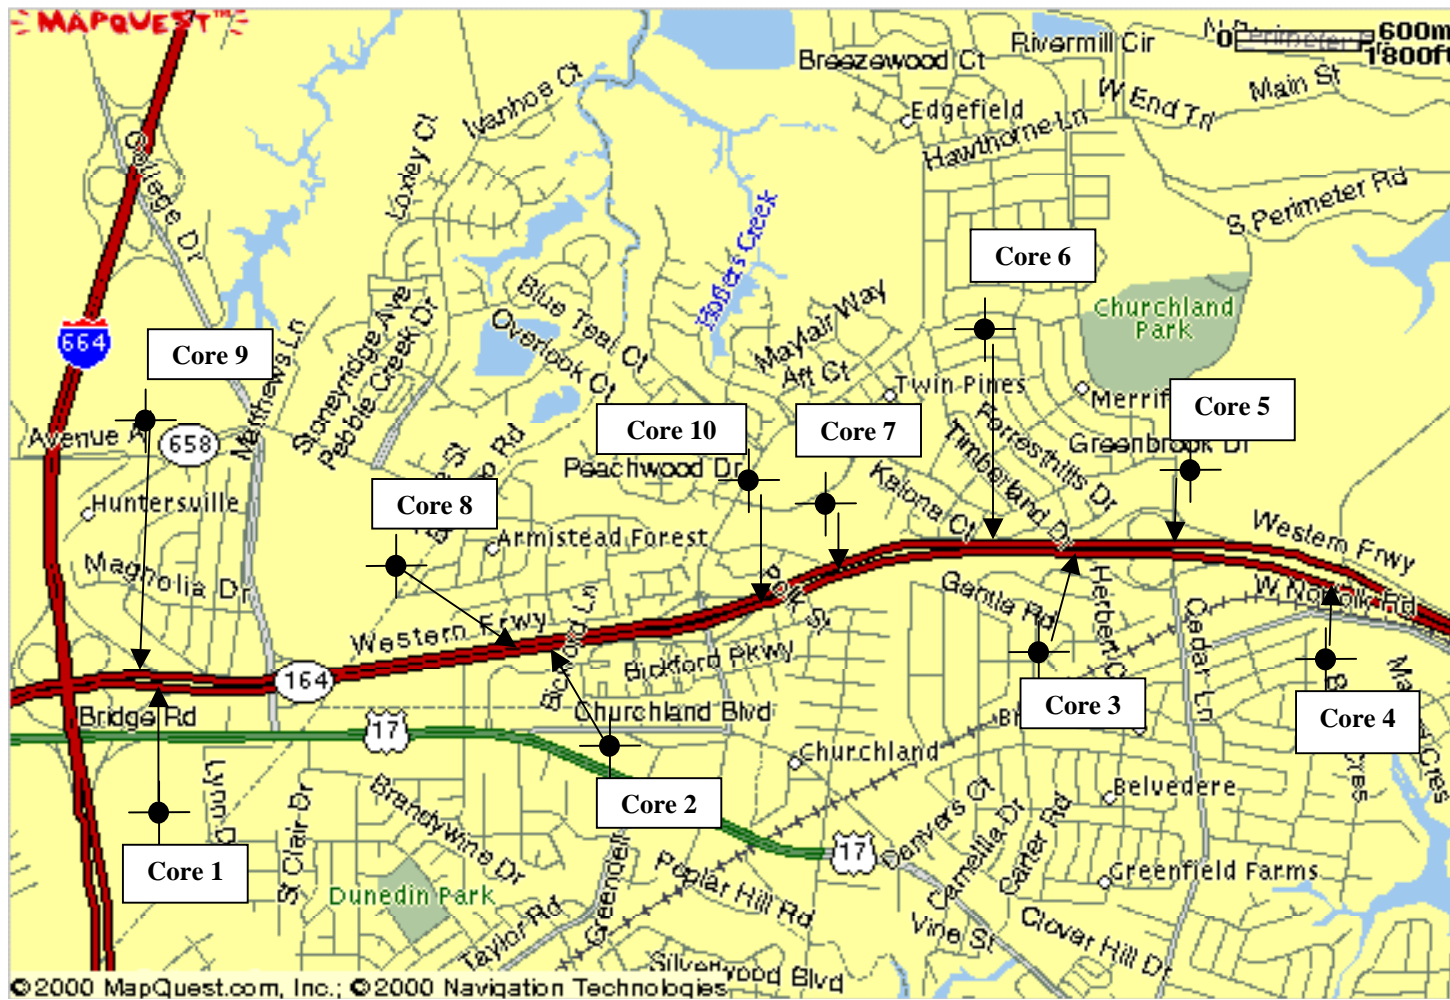 MAPQUEST
600m
0
1800ft
Rivermill Cir
Breezewood Ct
Main St
W End Trl
Ivanhoe Ct
Edgefield
Hawthorne Ln
College Dr
Loxley Ct
S Perimeter Rd
Core 6
Churchland
Park
664
Core 9
Matthews Ln
Stoneyridge Ave
Pebble Creek Dr
Blue Teal Ct
Overlook Ct
Mayfair Way
Aft Ct
Twin Pines
Core 5
Core 10
Core 7
Greenbrook Dr
Forresthills Dr
Timberland Dr
Avenue A
658
Peachwood Dr
Kalona Ct
Huntersville
Core 8
Armistead Forest
Western Frwy
Magnolia Dr
Gantla Rd
W Norfolk Rd
Western Frwy
Bickford Pkwy
Cedar Ln
164
Core 3
Core 4
Bridge Rd
17
Churchland Blvd
Churchland
Lynn D
St Clair Dr
Brandywine Dr
Core 2
Belvedere
Danvers Ct
Camellia Dr
Carter Rd
17
Core 1
Greenfield Farms
Dunedin Park
Poplar Hill Rd
Taylor Rd
Greendell
Vine St
Clover Hill Dr
Silverwood Blvd
©2000 MapQuest.com, Inc.; ©2000 Navigation Technologies